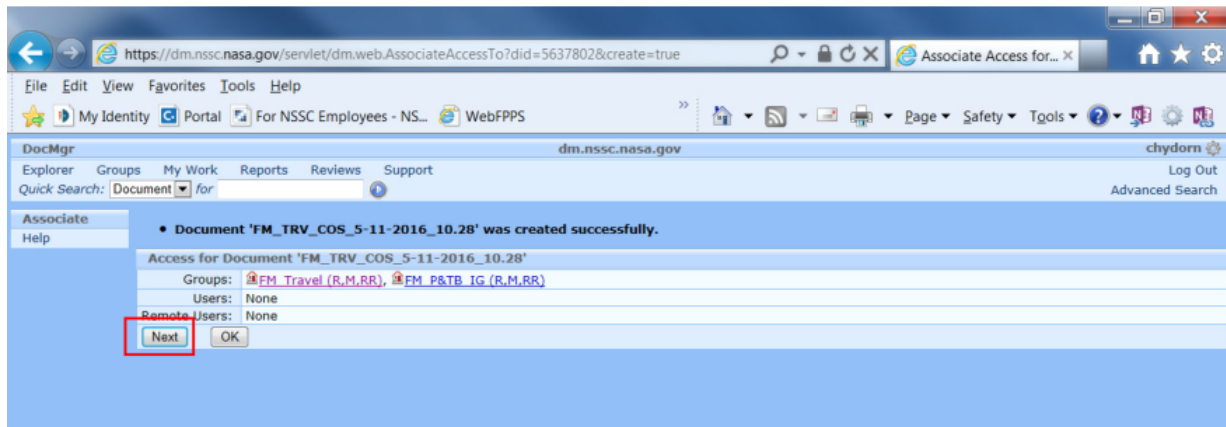 https://dm.nssc.nasa.gov/servlet/dm.web.AssociateAccessTo?did=5637802&create=true Associate Access for...
File Edit View Favorites Tools Help
My Identity Portal For NSSC Employees - NS... WebFPPS Page Safety Tools
DocMgr dm.nssc.nasa.gov chydorn
Explorer Groups My Work Reports Reviews Support Log Out
Quick Search: Document for Advanced Search
Associate
Help
• Document 'FM_TRV_COS_5-11-2016_10.28' was created successfully.
Access for Document 'FM_TRV_COS_5-11-2016_10.28'
Groups: FM_Travel (R,M,RR), FM_P&TB_IG (R,M,RR)
Users: None
Remote Users: None
Next OK